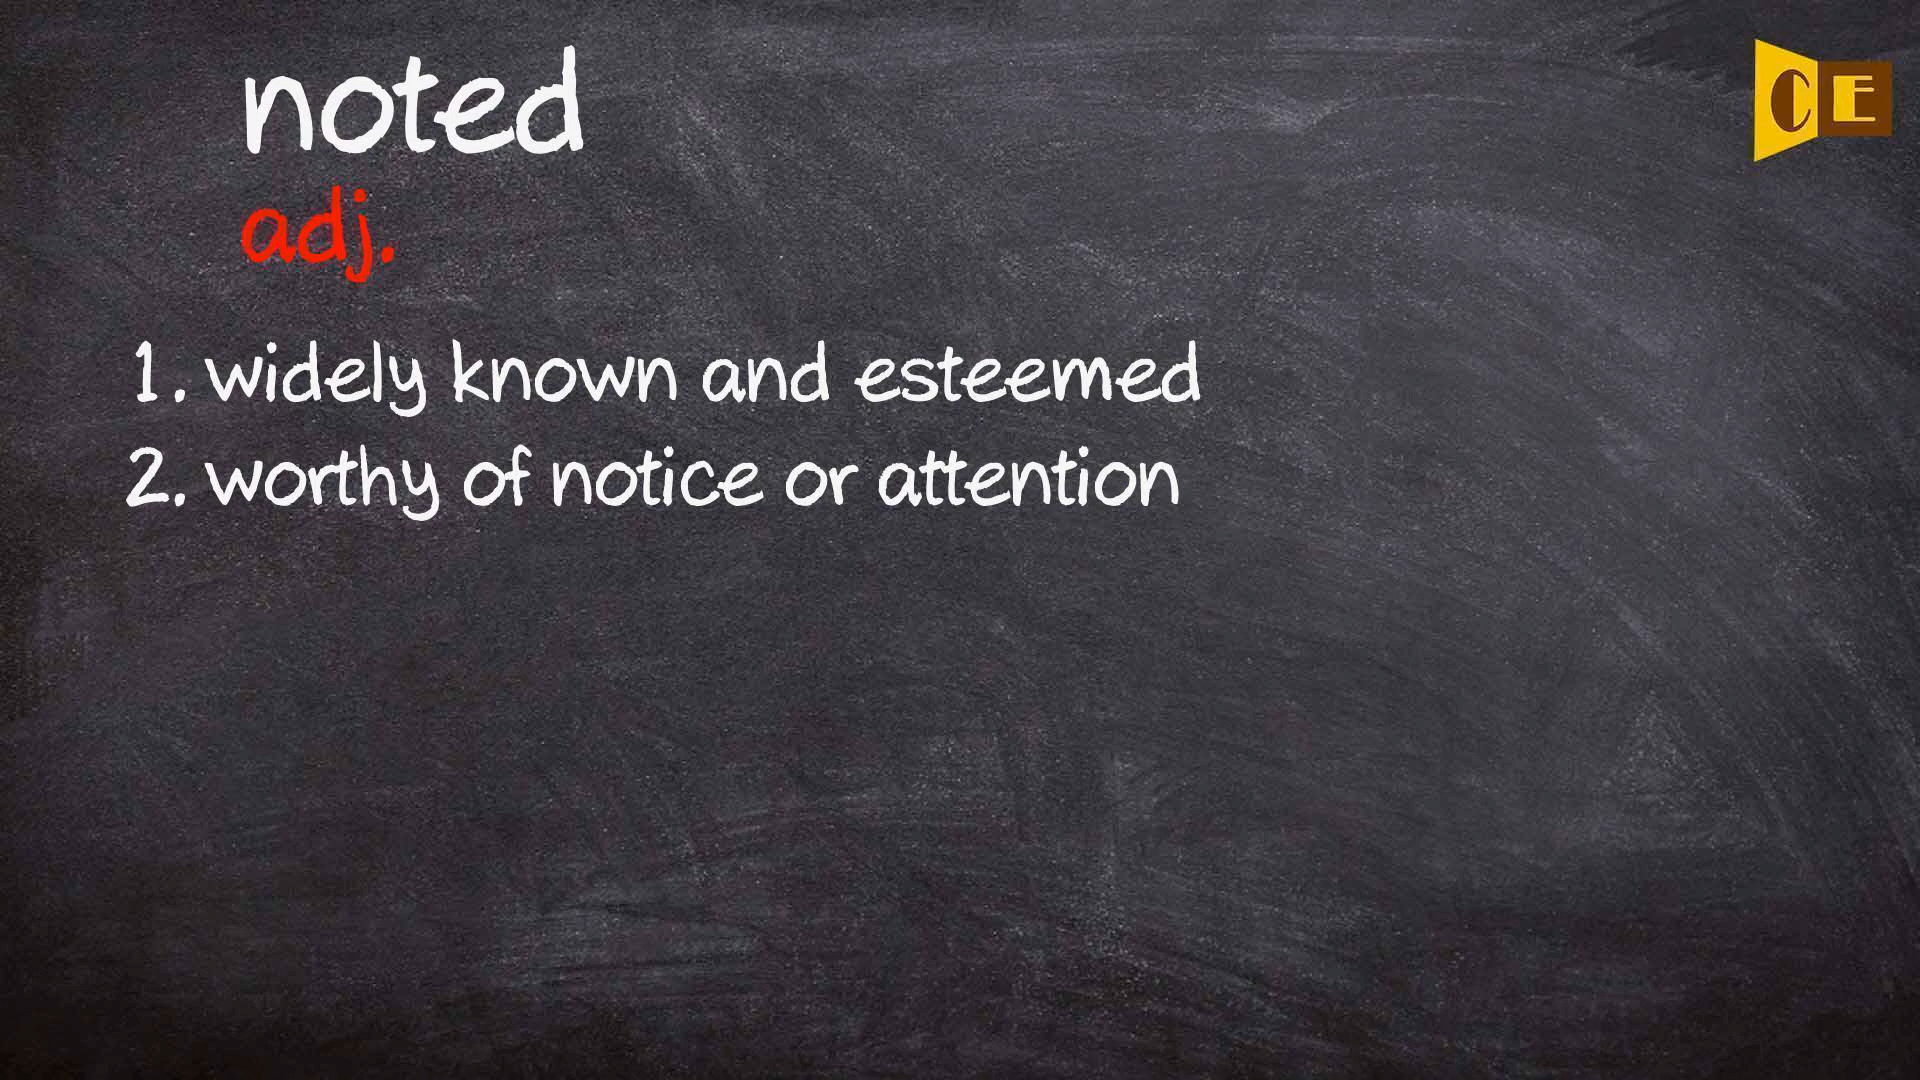 noted
CE
adj.
1. widely known and esteemed
2. worthy of notice or attention